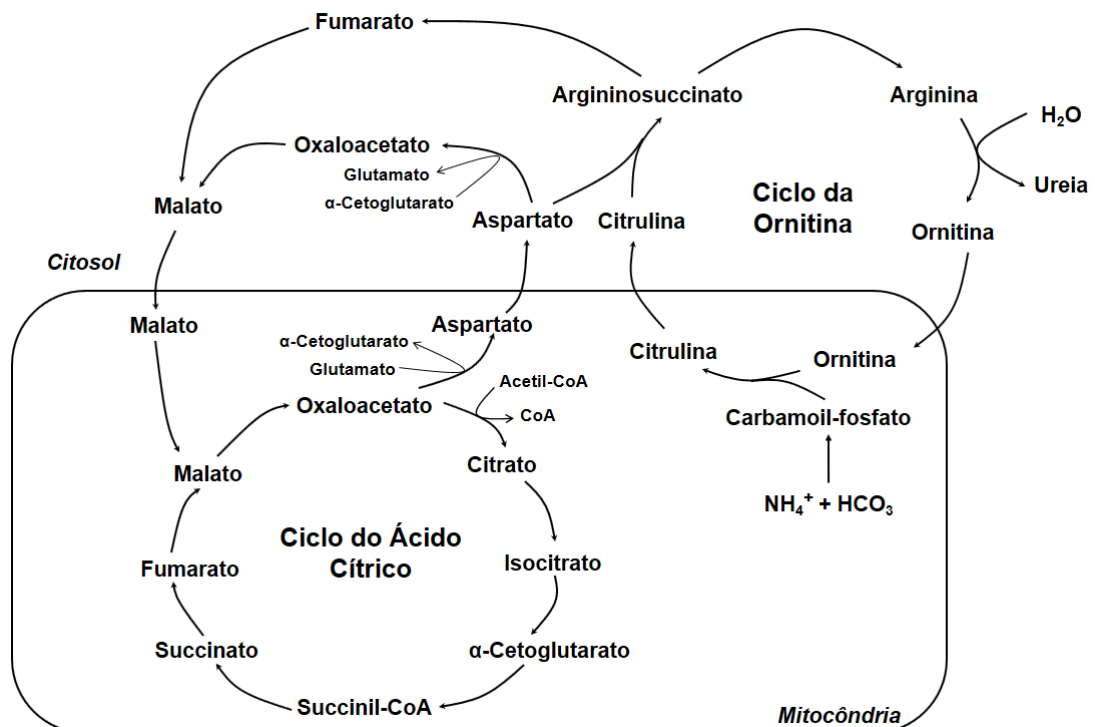 Fumarato
Argininosuccinato
Arginina
H₂O
Oxaloacetato
Glutamato
α-Cetoglutarato
Ureia
Malato
Aspartato
Citrulina
Ciclo da
Ornitina
Ornitina
Citosol
Malato
Aspartato
α-Cetoglutarato
Glutamato
Citrulina
Ornitina
Acetil-CoA
Oxaloacetato
CoA
Carbamoil-fosfato
Malato
Citrato
NH₄⁺ + HCO₃
Ciclo do Ácido
Cítrico
Fumarato
Isocitrato
Succinato
α-Cetoglutarato
Succinil-CoA
Mitocôndria